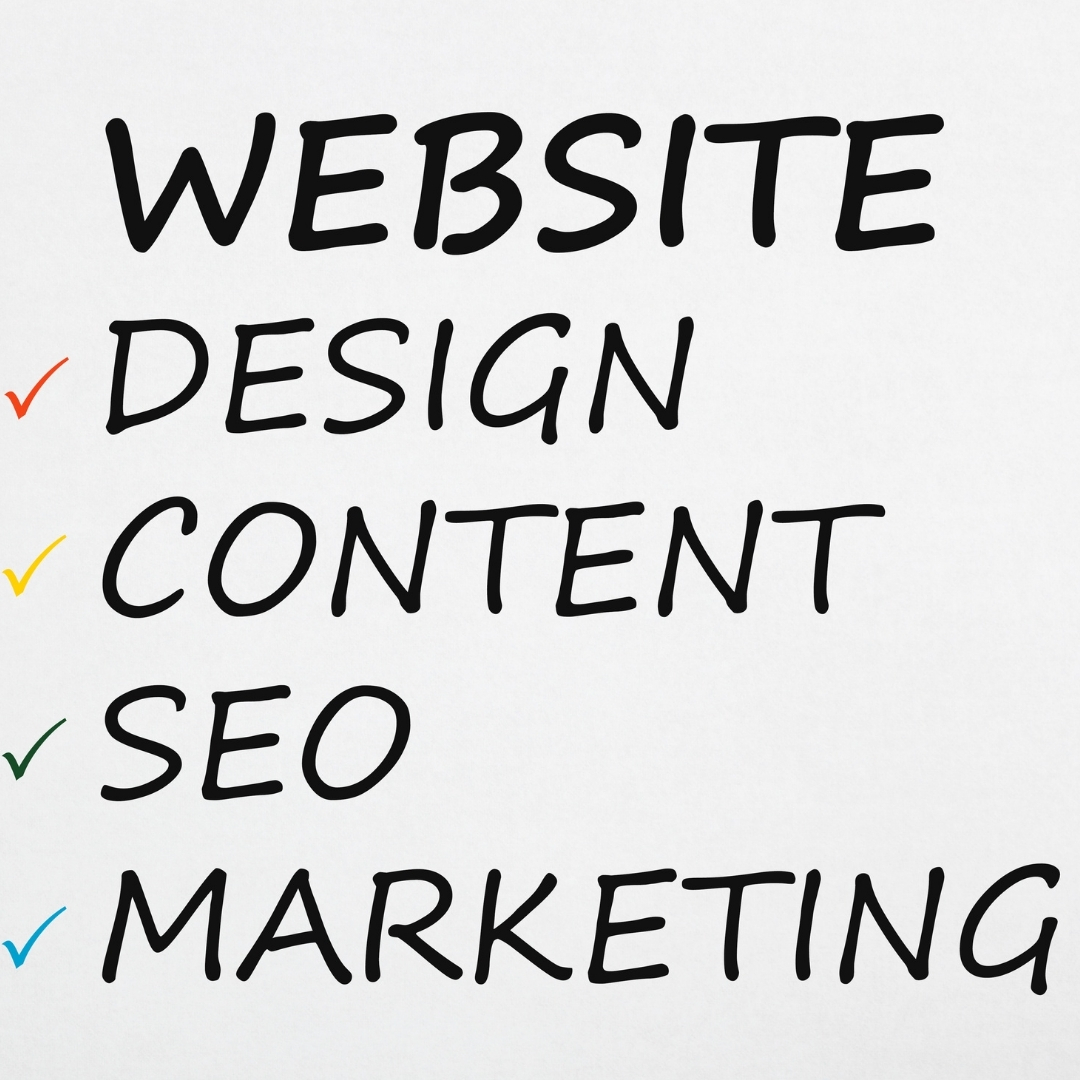 WEBSITE
✓ DESIGN
✓ CONTENT
✓ SEO
✓ MARKETING